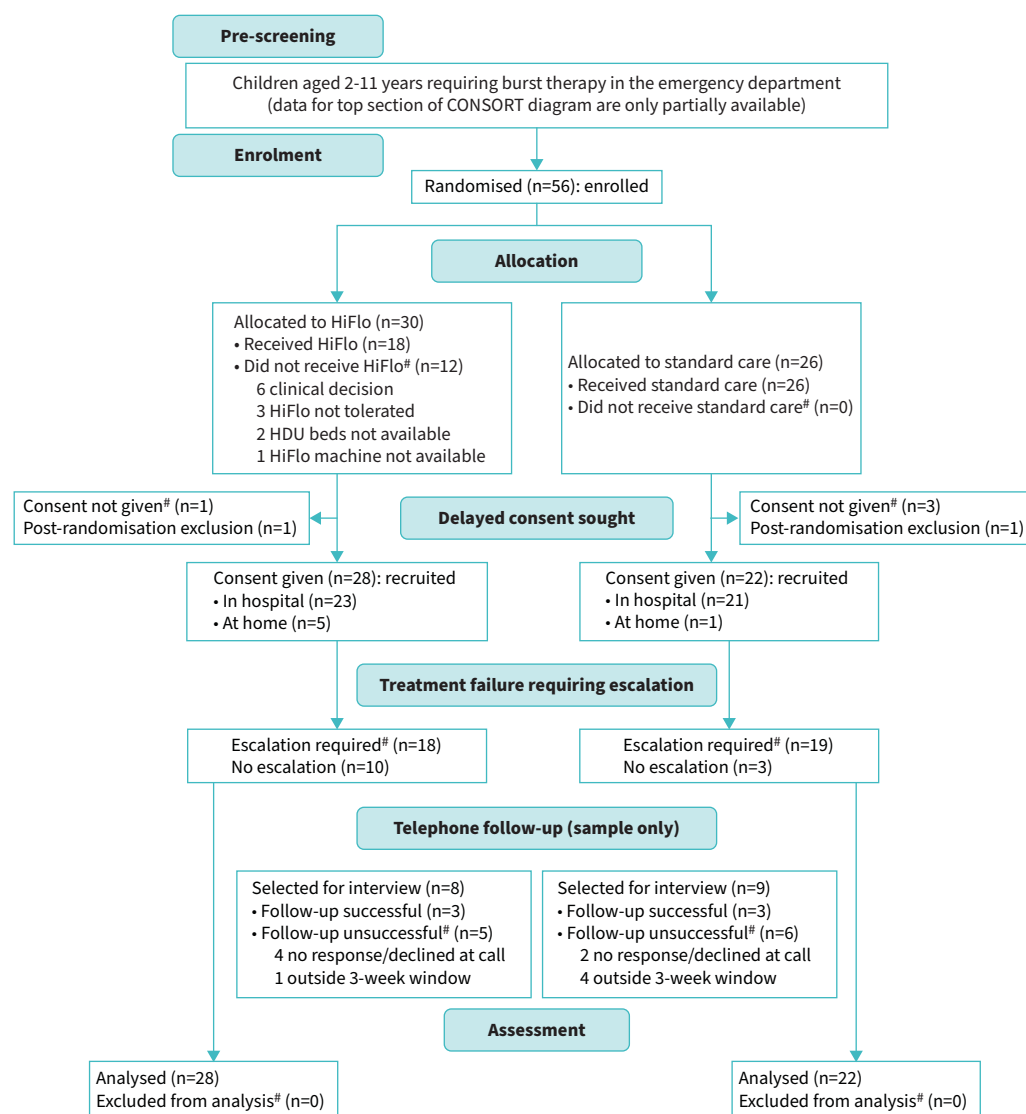 Pre-screening
Children aged 2-11 years requiring burst therapy in the emergency department
(data for top section of CONSORT diagram are only partially available)
Enrolment
Randomised (n=56): enrolled
Allocation
Allocated to HiFlo (n=30)
• Received HiFlo (n=18)
• Did not receive HiFlo# (n=12)
6 clinical decision
3 HiFlo not tolerated
2 HDU beds not available
1 HiFlo machine not available
Allocated to standard care (n=26)
• Received standard care (n=26)
• Did not receive standard care# (n=0)
Consent not given# (n=1)
Post-randomisation exclusion (n=1)
Delayed consent sought
Consent not given# (n=3)
Post-randomisation exclusion (n=1)
Consent given (n=28): recruited
• In hospital (n=23)
• At home (n=5)
Consent given (n=22): recruited
• In hospital (n=21)
• At home (n=1)
Treatment failure requiring escalation
Escalation required# (n=18)
No escalation (n=10)
Escalation required# (n=19)
No escalation (n=3)
Telephone follow-up (sample only)
Selected for interview (n=8)
• Follow-up successful (n=3)
• Follow-up unsuccessful# (n=5)
4 no response/declined at call
1 outside 3-week window
Selected for interview (n=9)
• Follow-up successful (n=3)
• Follow-up unsuccessful# (n=6)
2 no response/declined at call
4 outside 3-week window
Assessment
Analysed (n=28)
Excluded from analysis# (n=0)
Analysed (n=22)
Excluded from analysis# (n=0)